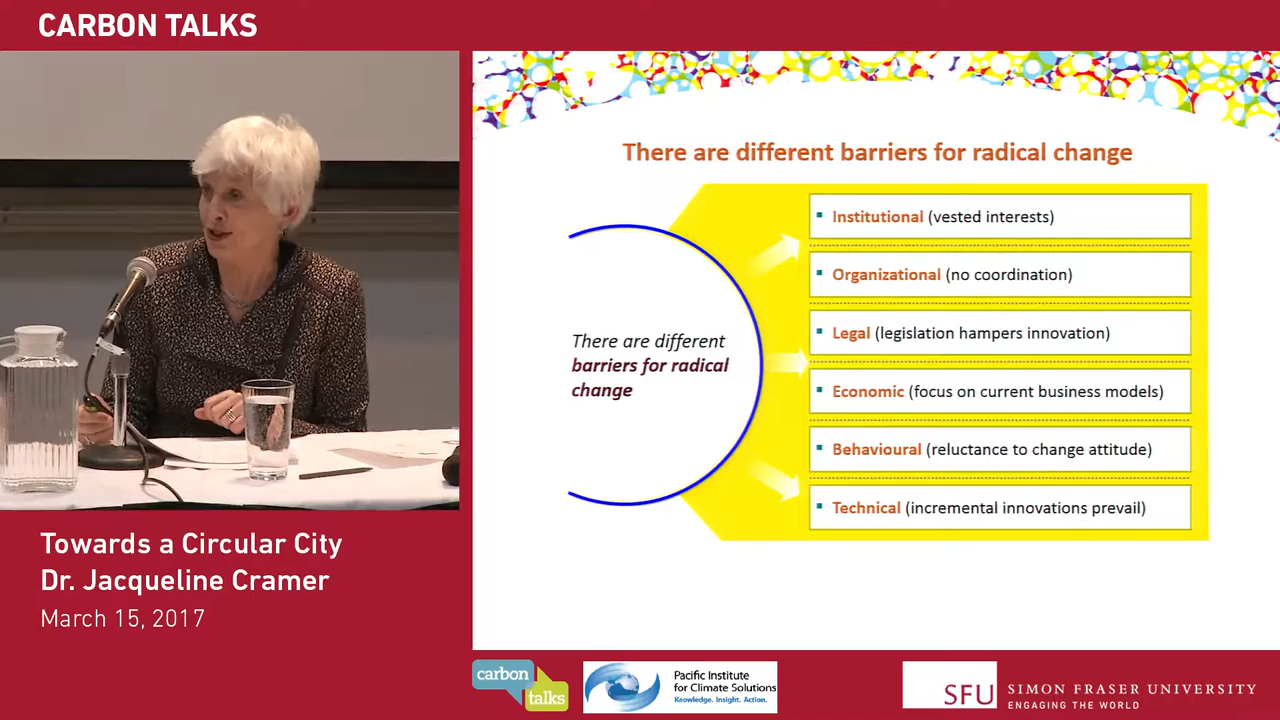 CARBON TALKS
There are different barriers for radical change
There are different
barriers for radical
change
Institutional (vested interests)
Organizational (no coordination)
Legal (legislation hampers innovation)
Economic (focus on current business models)
Behavioural (reluctance to change attitude)
Technical (incremental innovations prevail)
Towards a Circular City
Dr. Jacqueline Cramer
March 15, 2017
carbon
talks
Pacific Institute
for Climate Solutions
Knowledge. Insight. Action.
SFU
SIMON FRASER UNIVERSITY
ENGAGING THE WORLD